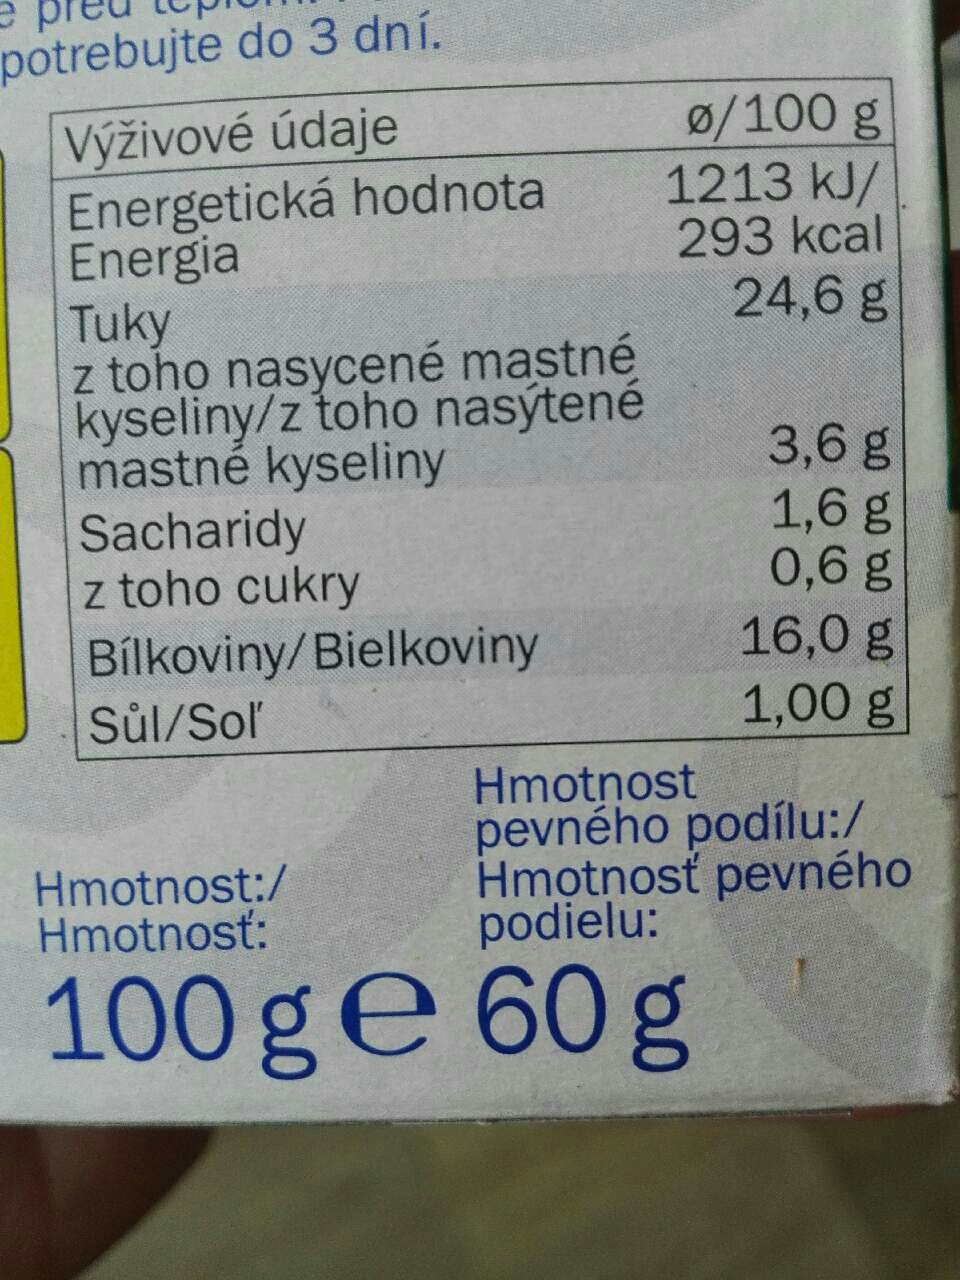 před
potrebujte do 3 dní.
Výživové údaje ø/100 g
Energetická hodnota 1213 kJ/
Energia 293 kcal
Tuky 24,6 g
z toho nasycené mastné
kyseliny/z toho nasýtené
mastné kyseliny 3,6 g
Sacharidy 1,6 g
z toho cukry 0,6 g
Bílkoviny/Bielkoviny 16,0 g
Sůl/Soľ 1,00 g
Hmotnost:/
Hmotnosť:
100 g e
Hmotnost
pevného podílu:/
Hmotnosť pevného
podielu:
60 g